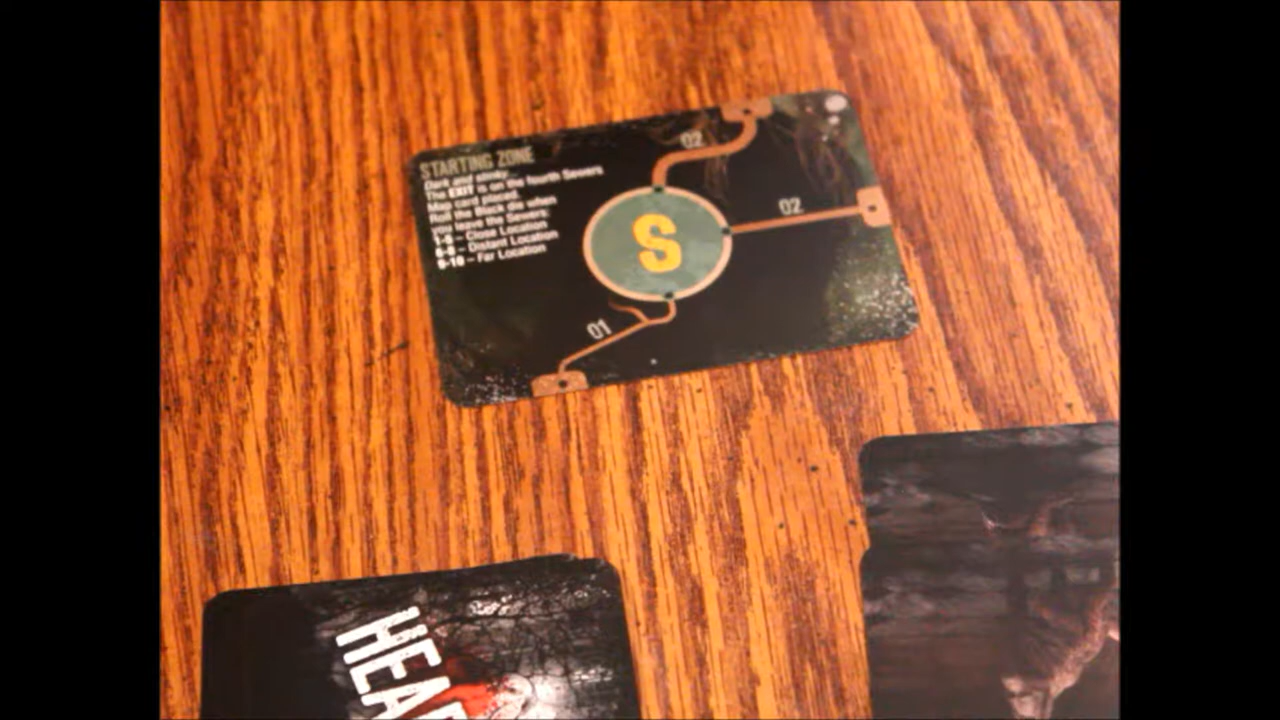 STARTING ZONE
Dark and stinky...
The EXIT is on the fourth Sewers
Map card placed.
Roll the Black die when
you leave the Sewers:
1-5 – Close Location
6-8 – Distant Location
9-10 – Far Location
02
02
S
01
HEA